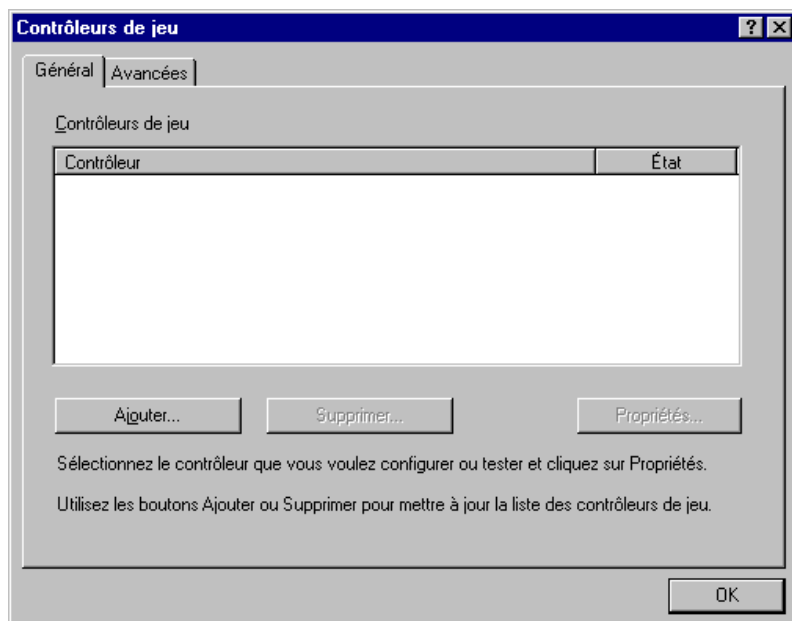 Contrôleurs de jeu
Général
Avancées
Contrôleurs de jeu
Contrôleur
État
Ajouter...
Supprimer...
Propriétés...
Sélectionnez le contrôleur que vous voulez configurer ou tester et cliquez sur Propriétés.
Utilisez les boutons Ajouter ou Supprimer pour mettre à jour la liste des contrôleurs de jeu.
OK